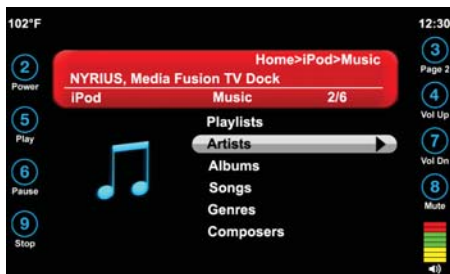 102°F
12:30
Home>iPod>Music
NYRIUS, Media Fusion TV Dock
iPod Music 2/6
Playlists
Artists
Albums
Songs
Genres
Composers
2
Power
5
Play
6
Pause
9
Stop
3
Page 2
4
Vol Up
7
Vol Dn
8
Mute